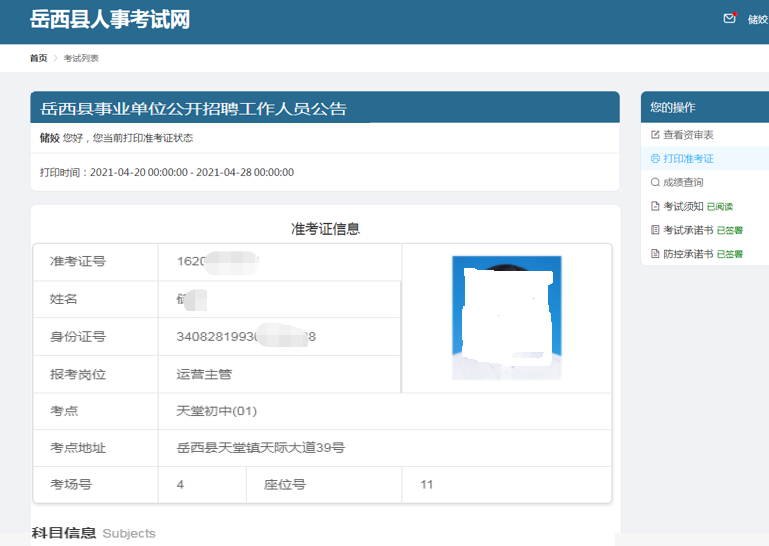 岳西县人事考试网
储姣
首页 > 考试列表
岳西县事业单位公开招聘工作人员公告
储姣 您好，您当前打印准考证状态
打印时间：2021-04-20 00:00:00 - 2021-04-28 00:00:00
您的操作
查看资审表
打印准考证
成绩查询
考试须知 已阅读
考试承诺书 已签署
防控承诺书 已签署
准考证信息
准考证号 1620
姓名
身份证号 3408281993 8
报考岗位 运营主管
考点 天堂初中(01)
考点地址 岳西县天堂镇天际大道39号
考场号 4 座位号 11
科目信息 Subjects